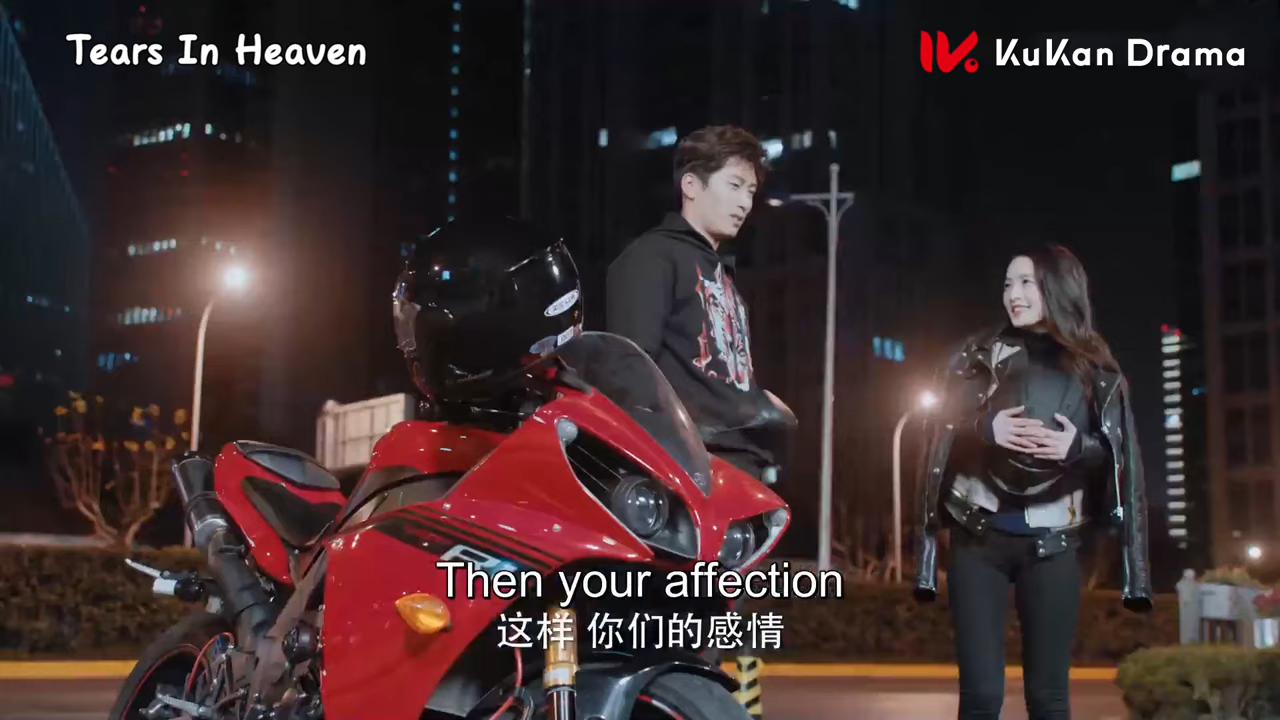 Tears In Heaven
KuKan Drama
Then your affection
这样 你们的感情